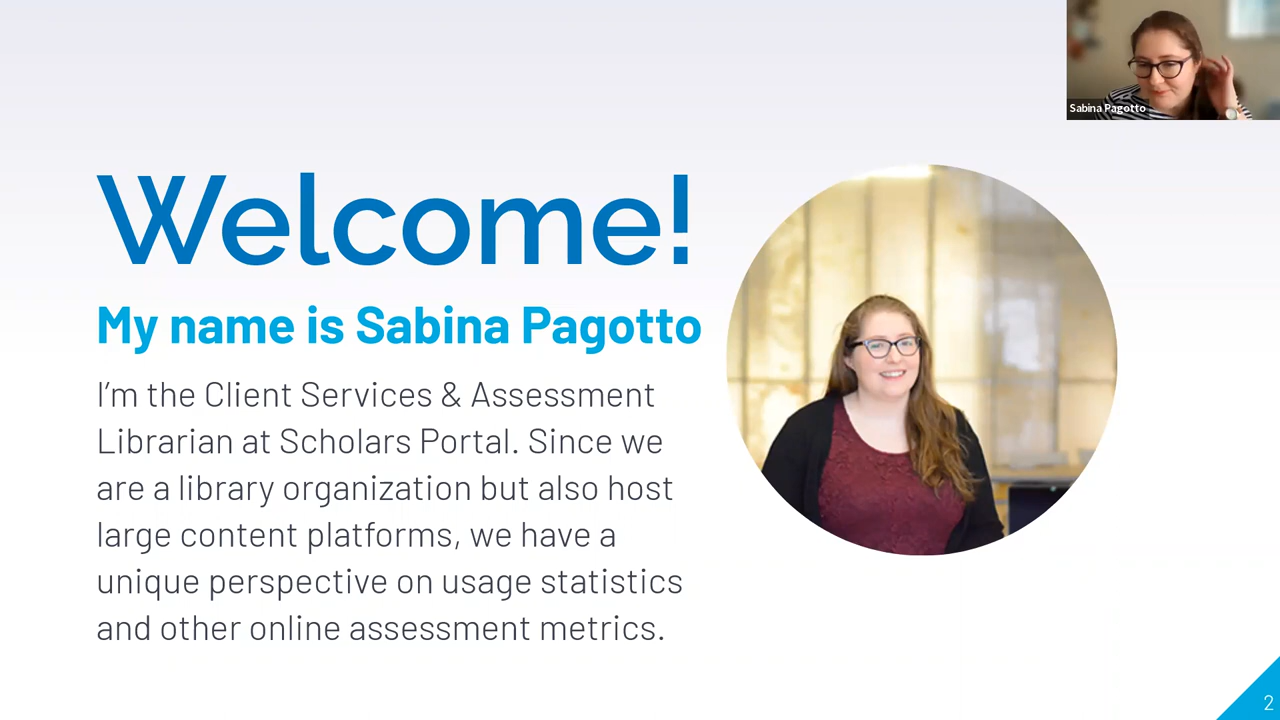 Sabina Pagotto
Welcome!
My name is Sabina Pagotto
I’m the Client Services & Assessment
Librarian at Scholars Portal. Since we
are a library organization but also host
large content platforms, we have a
unique perspective on usage statistics
and other online assessment metrics.
2